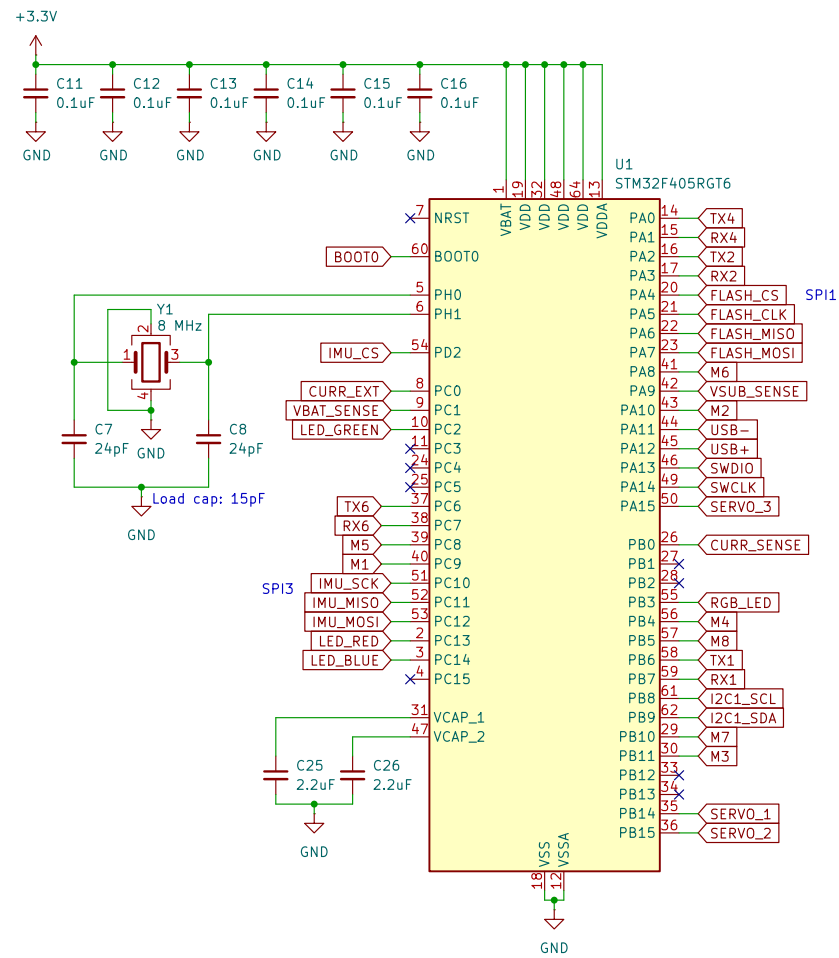 +3.3V
C11
0.1uF
C12
0.1uF
C13
0.1uF
C14
0.1uF
C15
0.1uF
C16
0.1uF
GND
GND
GND
GND
GND
GND
U1
STM32F405RGT6
1
19
32
48
64
13
VBAT
VDD
VDD
VDD
VDD
VDDA
7 NRST
BOOT0 60 BOOT0
5 PH0
6 PH1
IMU_CS 54 PD2
CURR_EXT 8 PC0
VBAT_SENSE 9 PC1
LED_GREEN 10 PC2
11 PC3
24 PC4
25 PC5
TX6 37 PC6
RX6 38 PC7
M5 39 PC8
M1 40 PC9
SPI3
IMU_SCK 51 PC10
IMU_MISO 52 PC11
IMU_MOSI 53 PC12
LED_RED 2 PC13
LED_BLUE 3 PC14
4 PC15
31 VCAP_1
47 VCAP_2
Y1
8 MHz
2
1
3
4
GND
C7
24pF
C8
24pF
Load cap: 15pF
GND
C25
2.2uF
C26
2.2uF
GND
PA0 14 TX4
PA1 15 RX4
PA2 16 TX2
PA3 17 RX2
PA4 20 FLASH_CS
SPI1
PA5 21 FLASH_CLK
PA6 22 FLASH_MISO
PA7 23 FLASH_MOSI
PA8 41 M6
PA9 42 VSUB_SENSE
PA10 43 M2
PA11 44 USB-
PA12 45 USB+
PA13 46 SWDIO
PA14 49 SWCLK
PA15 50 SERVO_3
PB0 26 CURR_SENSE
PB1 27
PB2 28
PB3 55 RGB_LED
PB4 56 M4
PB5 57 M8
PB6 58 TX1
PB7 59 RX1
PB8 61 I2C1_SCL
PB9 62 I2C1_SDA
PB10 29 M7
PB11 30 M3
PB12 33
PB13 34
PB14 35 SERVO_1
PB15 36 SERVO_2
VSS
VSSA
18
12
GND